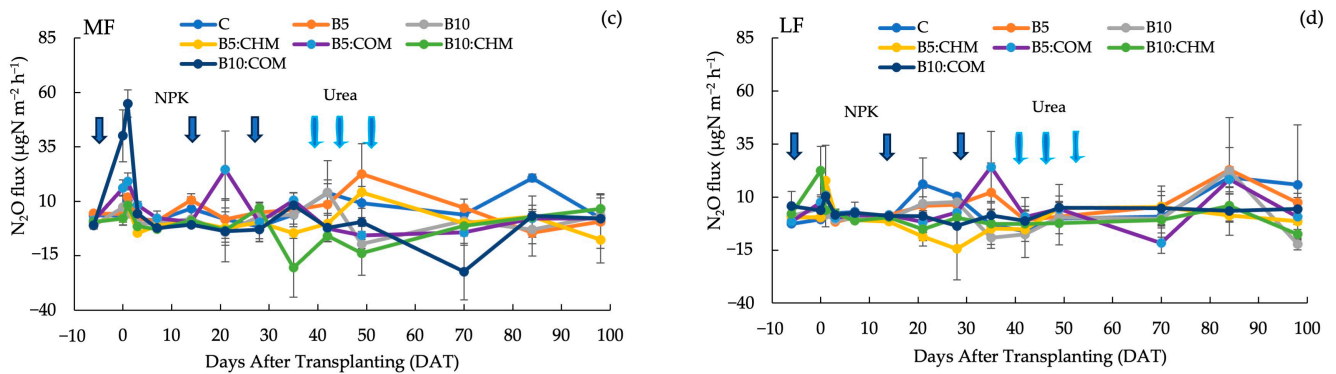 (c)
MF
C B5 B10
B5:CHM B5:COM B10:CHM
B10:COM
NPK Urea
N₂O flux (µgN m⁻² h⁻¹)
85
60
35
10
−15
−40
−10 0 10 20 30 40 50 60 70 80 90 100
Days After Transplanting (DAT)
(d)
LF
C B5 B10
B5:CHM B5:COM B10:CHM
B10:COM
NPK Urea
N₂O flux (µgN m⁻² h⁻¹)
85
60
35
10
−15
−40
−10 0 10 20 30 40 50 60 70 80 90 100
Days After Transplanting (DAT)